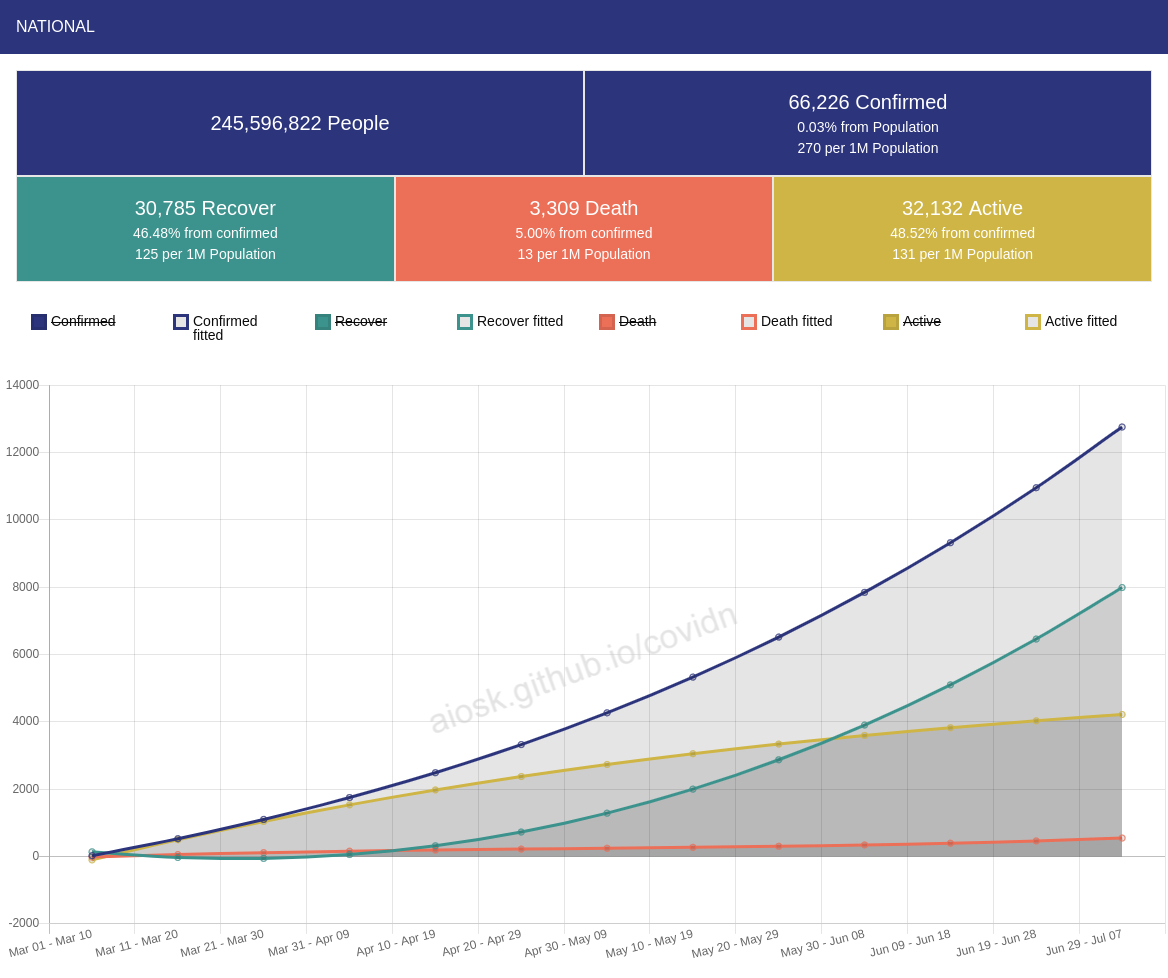 NATIONAL
245,596,822 People
66,226 Confirmed
0.03% from Population
270 per 1M Population
30,785 Recover
46.48% from confirmed
125 per 1M Population
3,309 Death
5.00% from confirmed
13 per 1M Population
32,132 Active
48.52% from confirmed
131 per 1M Population
Confirmed
Confirmed
fitted
Recover
Recover fitted
Death
Death fitted
Active
Active fitted
14000
12000
10000
8000
6000
4000
2000
0
-2000
aiosk.github.io/covidn
Mar 01 - Mar 10
Mar 11 - Mar 20
Mar 21 - Mar 30
Mar 31 - Apr 09
Apr 10 - Apr 19
Apr 20 - Apr 29
Apr 30 - May 09
May 10 - May 19
May 20 - May 29
May 30 - Jun 08
Jun 09 - Jun 18
Jun 19 - Jun 28
Jun 29 - Jul 07